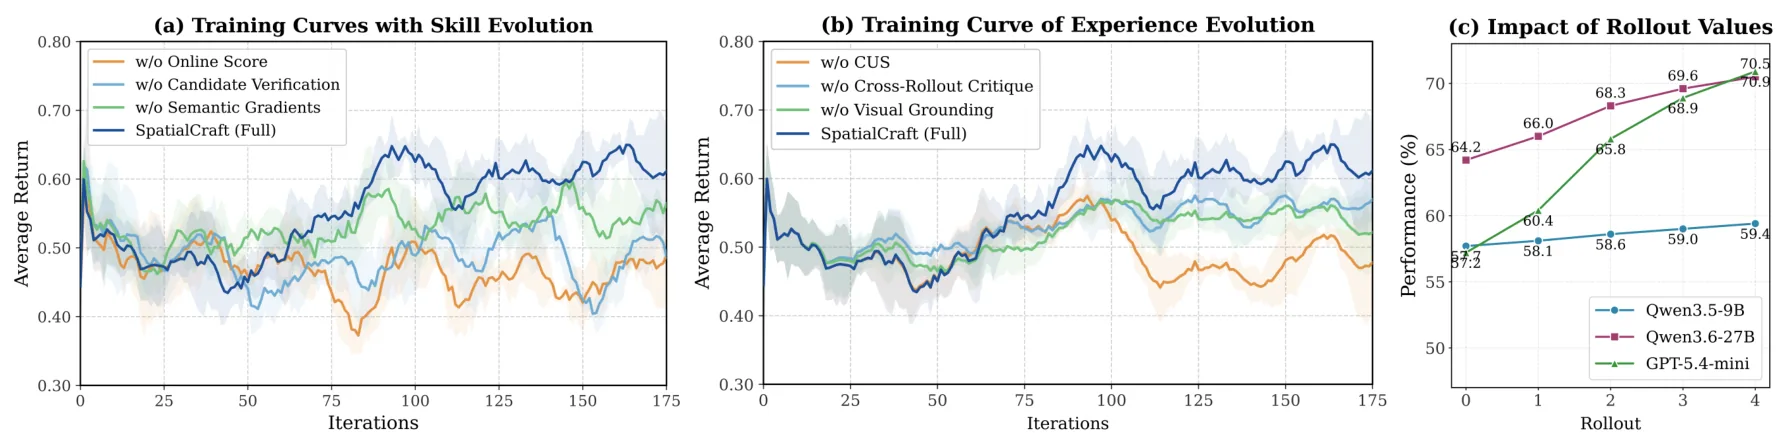 (a) Training Curves with Skill Evolution
Average Return
0.80
0.70
0.60
0.50
0.40
0.30
w/o Online Score
w/o Candidate Verification
w/o Semantic Gradients
SpatialCraft (Full)
0 25 50 75 100 125 150 175
Iterations
(b) Training Curve of Experience Evolution
Average Return
0.80
0.70
0.60
0.50
0.40
0.30
w/o CUS
w/o Cross-Rollout Critique
w/o Visual Grounding
SpatialCraft (Full)
0 25 50 75 100 125 150 175
Iterations
(c) Impact of Rollout Values
Performance (%)
70
65
60
55
50
64.2 66.0 68.3 69.6 70.5
57.2 60.4 65.8 68.9 70.9
57.7 58.1 58.6 59.0 59.4
Qwen3.5-9B
Qwen3.6-27B
GPT-5.4-mini
0 1 2 3 4
Rollout